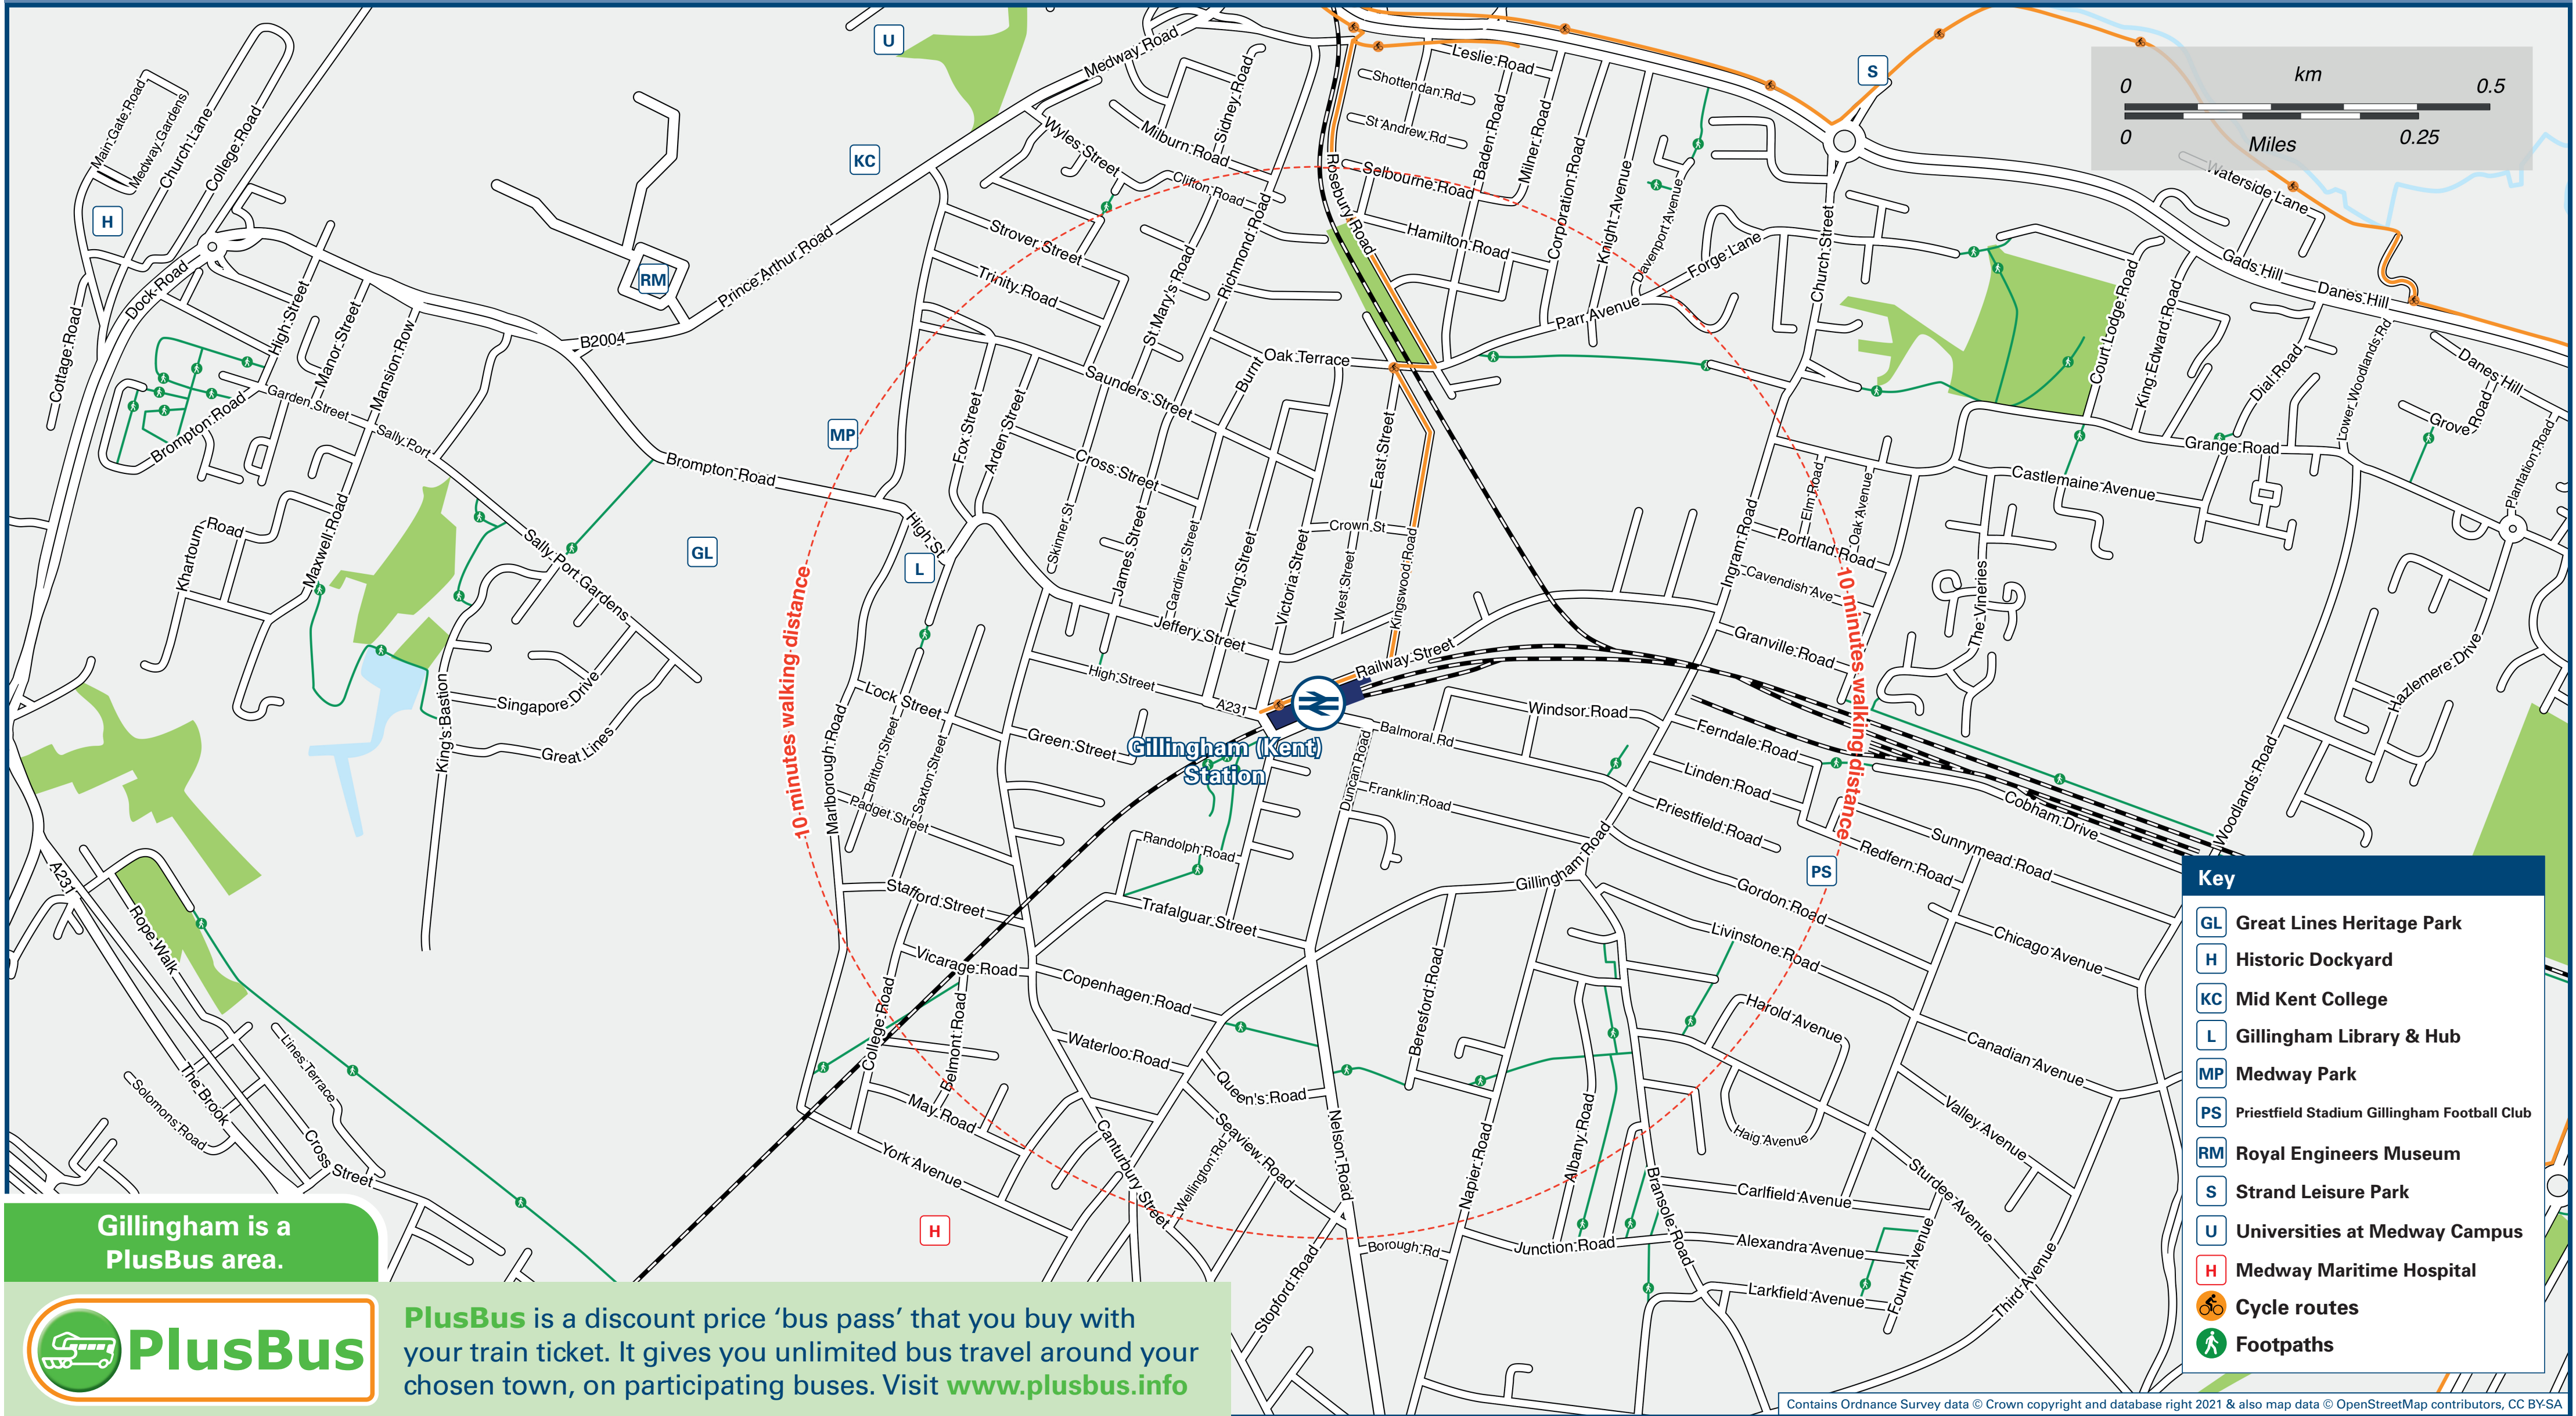 U
S
km
0
0.5
0
0.25
Miles
Medway Road
Leslie Road
Shottendan Rd
St Andrew Rd
Sidney Road
Wyles Street
Milburn Road
Clifton Road
Rosebury Road
Selbourne Road
Baden Road
Milner Road
Corporation Road
Knight Avenue
Davenport Avenue
Hamilton Road
Forge Lane
Church Street
Waterside Lane
Gads Hill
Danes Hill
Danes Hill
Main Gate Road
Medway Gardens
Church Lane
College Road
H
KC
RM
Dock Road
Cottage Road
High Street
Manor Street
Mansion Row
B2004
Prince Arthur Road
Strover Street
Trinity Road
St Mary's Road
Richmond Road
Parr Avenue
Court Lodge Road
King Edward Road
Dial Road
Lower Woodlands Rd
Grove Road
Plantation Road
Grange Road
Castlemaine Avenue
Garden Street
Sally Port
Brompton Road
Brompton Road
MP
GL
L
Burnt
Oak Terrace
Saunders Street
Fox Street
Arden Street
Cross Street
Skinner St
James Street
Gardiner Street
King Street
Victoria Street
East Street
West Street
Crown St
Kingswood Road
Ingram Road
Elm Road
Oak Avenue
Portland Road
Cavendish Ave
Granville Road
The Vineries
Hazlemere Drive
Woodlands Road
Khartoum Road
Maxwell Road
Sally Port Gardens
King's Bastion
Singapore Drive
Great Lines
10 minutes walking distance
10 minutes walking distance
High St
Jeffery Street
High Street
A231
Railway Street
Gillingham (Kent)
Station
Lock Street
Green Street
Marlborough Road
Britton Street
Saxton Street
Padget Street
Stafford Street
Randolph Road
Trafalguar Street
Duncan Road
Balmoral Rd
Franklin Road
Windsor Road
Ferndale Road
Linden Road
Priestfield Road
Cobham Drive
Sunnymead Road
Redfern Road
PS
Gillingham Road
Gordon Road
Livinstone Road
Chicago Avenue
Canadian Avenue
Valley Avenue
Harold Avenue
Haig Avenue
Sturdee Avenue
Third Avenue
Fourth Avenue
Carlfield Avenue
Alexandra Avenue
Larkfield Avenue
Bransole Road
Albany Road
Junction Road
Napier Road
Beresford Road
Nelson Road
Borough Rd
Stopford Road
Vicarage Road
Copenhagen Road
Waterloo Road
Queen's Road
Seaview Road
Wellington Rd
Canturbury Street
College Road
Belmont Road
May Road
York Avenue
H
A231
Rope Walk
The Brook
Lines Terrace
Solomons Road
Cross Street
Key
GL Great Lines Heritage Park
H Historic Dockyard
KC Mid Kent College
L Gillingham Library & Hub
MP Medway Park
PS Priestfield Stadium Gillingham Football Club
RM Royal Engineers Museum
S Strand Leisure Park
U Universities at Medway Campus
H Medway Maritime Hospital
Cycle routes
Footpaths
Gillingham is a
PlusBus area.
PlusBus
PlusBus is a discount price ‘bus pass’ that you buy with
your train ticket. It gives you unlimited bus travel around your
chosen town, on participating buses. Visit www.plusbus.info
Contains Ordnance Survey data © Crown copyright and database right 2021 & also map data © OpenStreetMap contributors, CC BY-SA